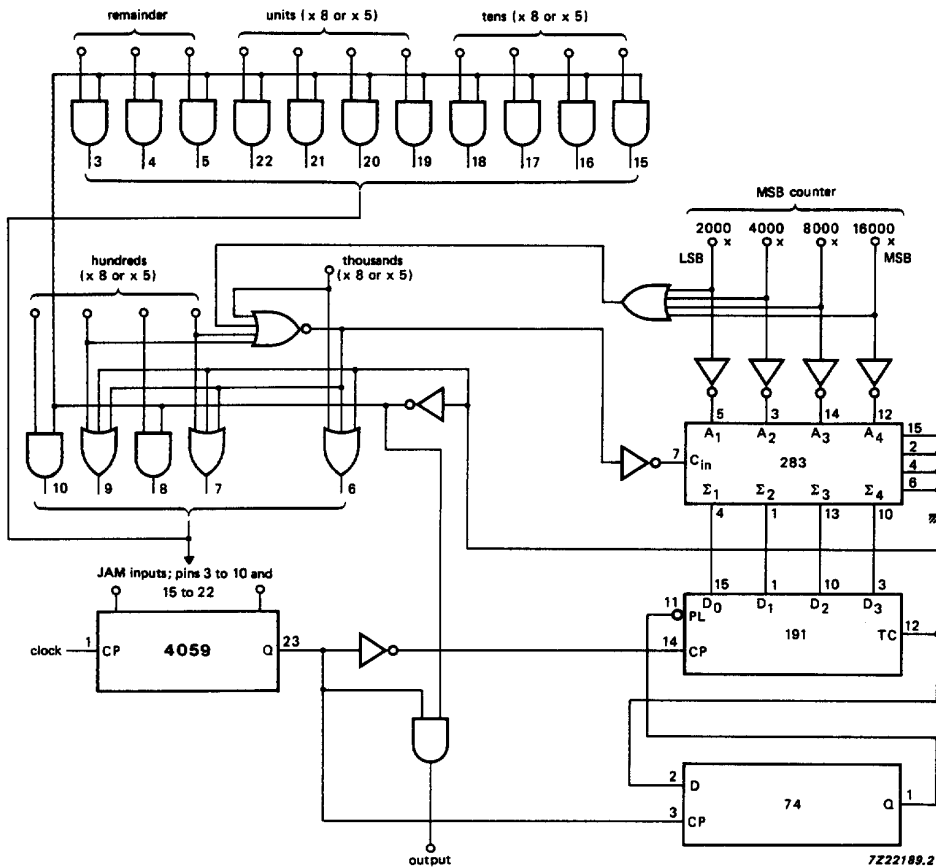 remainder
units ( x 8 or x 5)
tens ( x 8 or x 5)
3 4 5 22 21 20 19 18 17 16 15
MSB counter
2000 x
4000 x
8000 x
16000 x
LSB
MSB
hundreds
(x 8 or x 5)
thousands
(x 8 or x 5)
5 3 14 12
A1 A2 A3 A4
7 Cin
283
15
2
4
6
Σ1 Σ2 Σ3 Σ4
4 1 13 10
10 9 8 7 6
JAM inputs; pins 3 to 10 and
15 to 22
15 1 10 3
D0 D1 D2 D3
11 PL
191
TC 12
14 CP
clock
1 CP
4059
Q 23
2 D
74
Q 1
3 CP
output
7Z22189.2